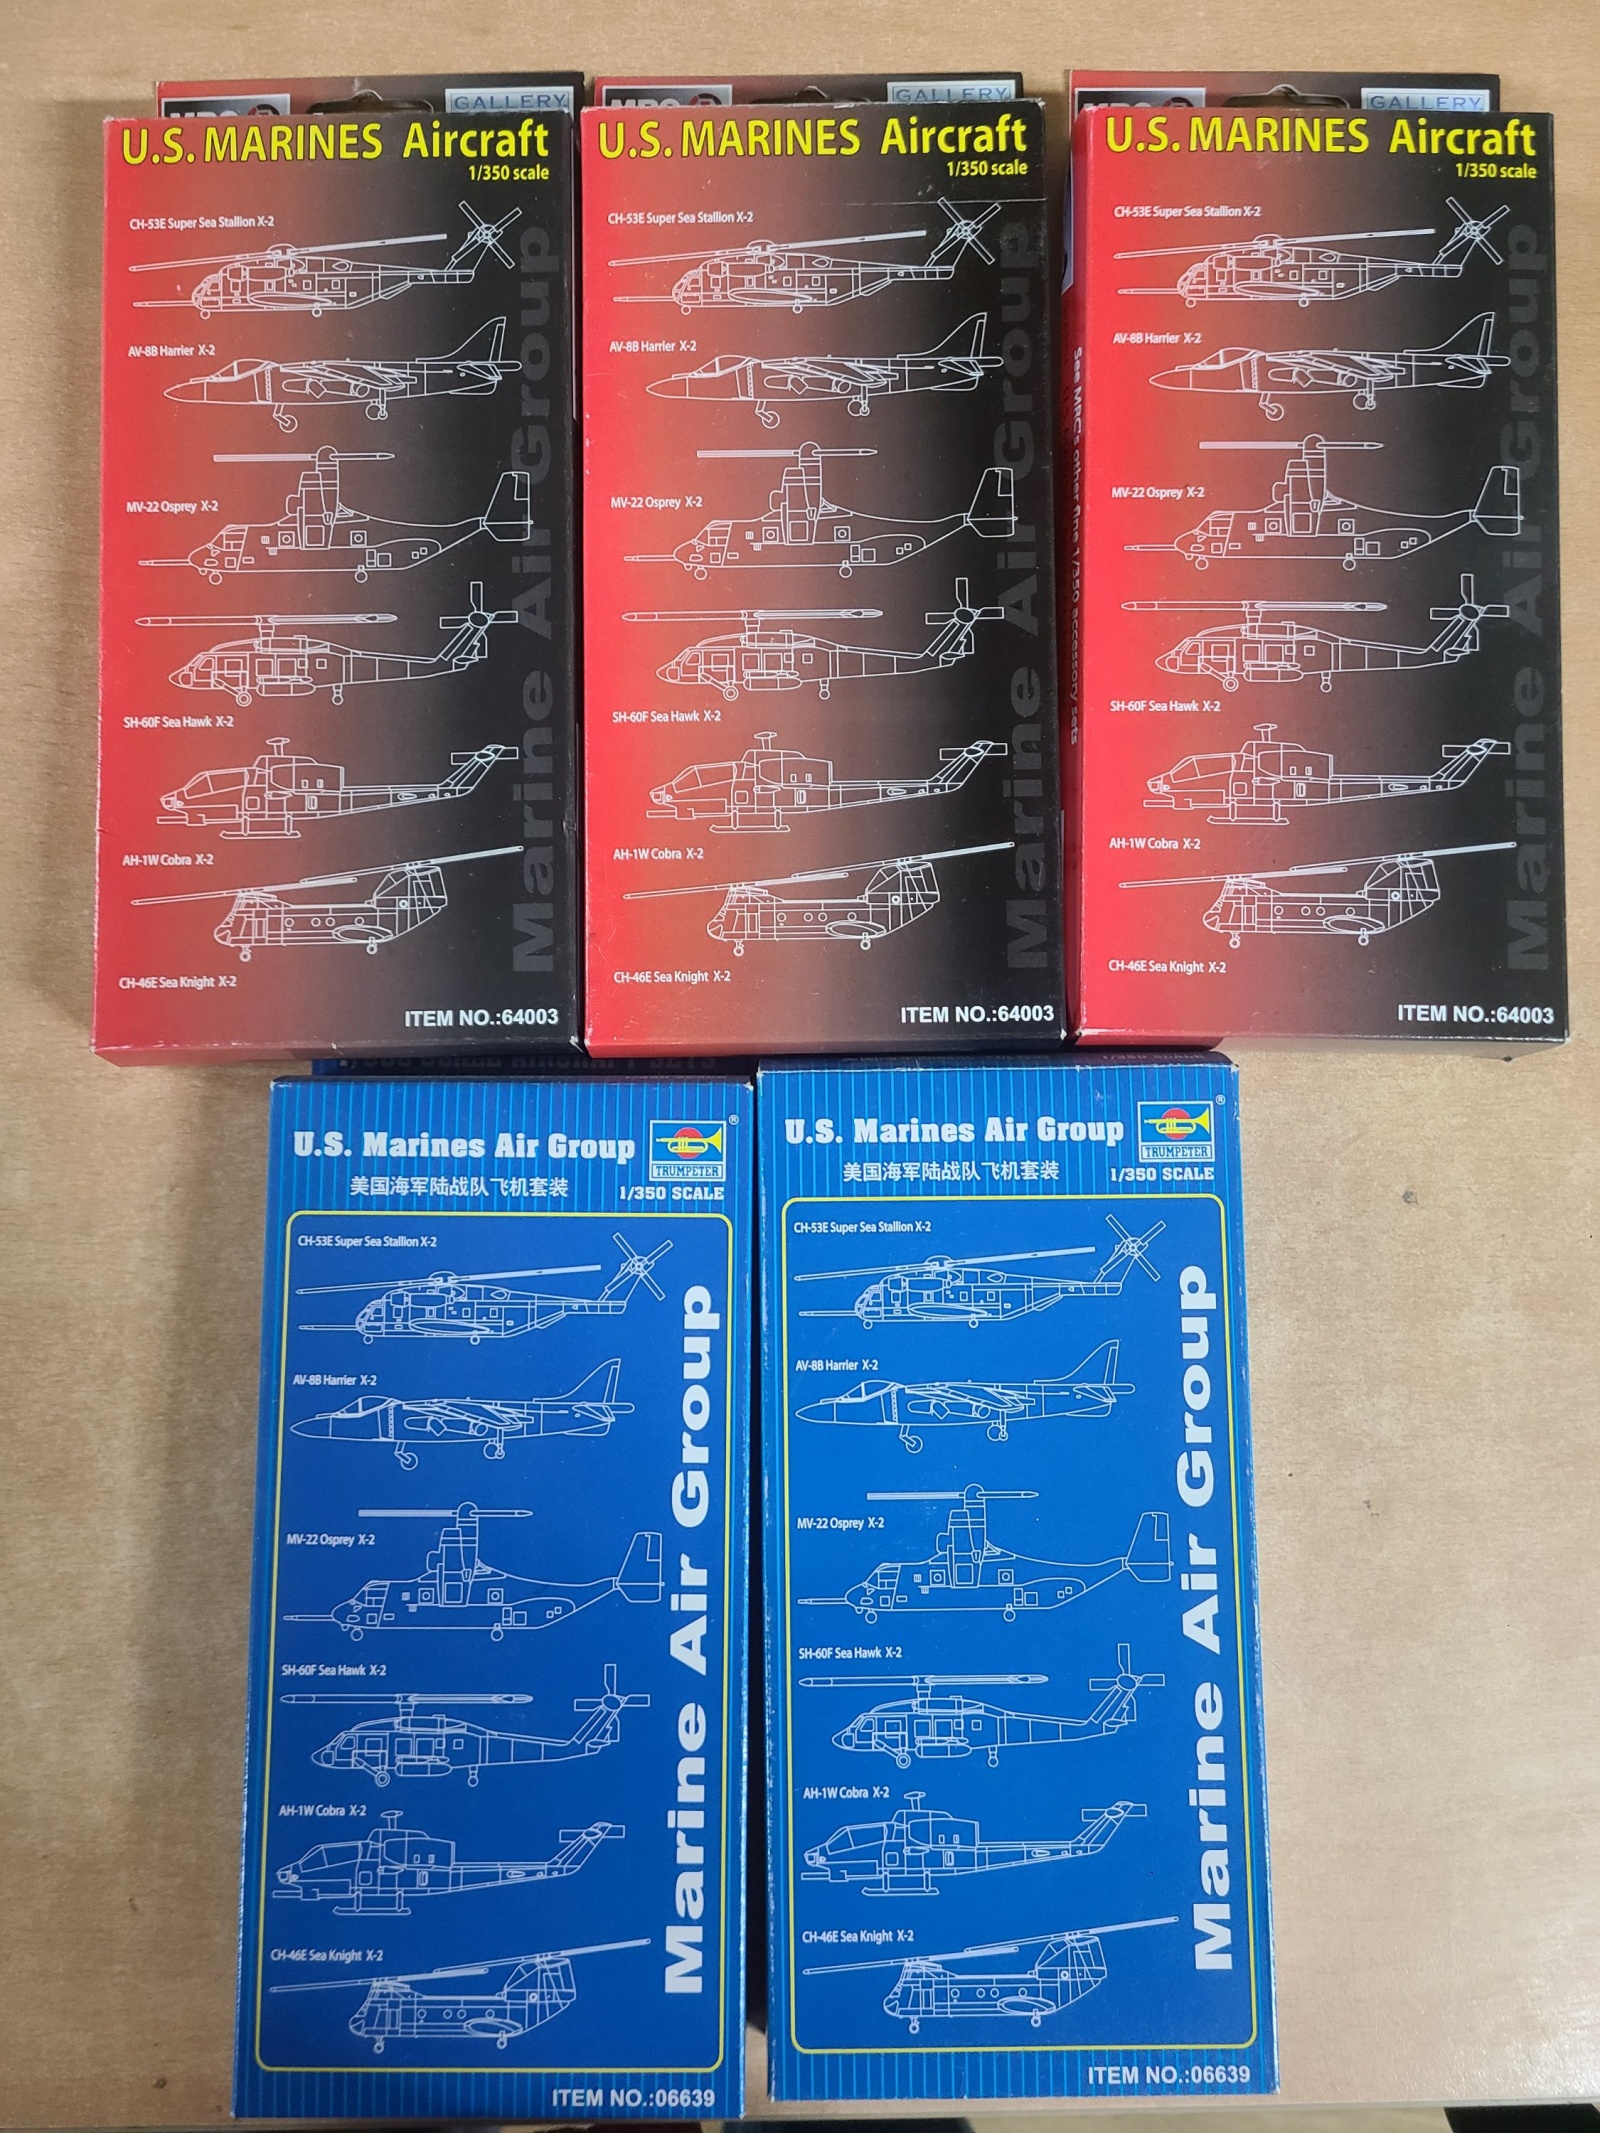 GALLERY
U.S. MARINES Aircraft
1/350 scale
CH-53E Super Sea Stallion X-2
AV-8B Harrier X-2
MV-22 Osprey X-2
SH-60F Sea Hawk X-2
AH-1W Cobra X-2
CH-46E Sea Knight X-2
Marine Air Group
ITEM NO.:64003
GALLERY
U.S. MARINES Aircraft
1/350 scale
CH-53E Super Sea Stallion X-2
AV-8B Harrier X-2
MV-22 Osprey X-2
SH-60F Sea Hawk X-2
AH-1W Cobra X-2
CH-46E Sea Knight X-2
Marine Air Group
ITEM NO.:64003
GALLERY
U.S. MARINES Aircraft
1/350 scale
See MRC's other fine 1/350 accessory sets
CH-53E Super Sea Stallion X-2
AV-8B Harrier X-2
MV-22 Osprey X-2
SH-60F Sea Hawk X-2
AH-1W Cobra X-2
CH-46E Sea Knight X-2
Marine Air Group
ITEM NO.:64003
U.S. Marines Air Group
TRUMPETER
®
美国海军陆战队飞机套装
1/350 SCALE
CH-53E Super Sea Stallion X-2
AV-8B Harrier X-2
MV-22 Osprey X-2
SH-60F Sea Hawk X-2
AH-1W Cobra X-2
CH-46E Sea Knight X-2
Marine Air Group
ITEM NO.:06639
U.S. Marines Air Group
TRUMPETER
®
美国海军陆战队飞机套装
1/350 SCALE
CH-53E Super Sea Stallion X-2
AV-8B Harrier X-2
MV-22 Osprey X-2
SH-60F Sea Hawk X-2
AH-1W Cobra X-2
CH-46E Sea Knight X-2
Marine Air Group
ITEM NO.:06639